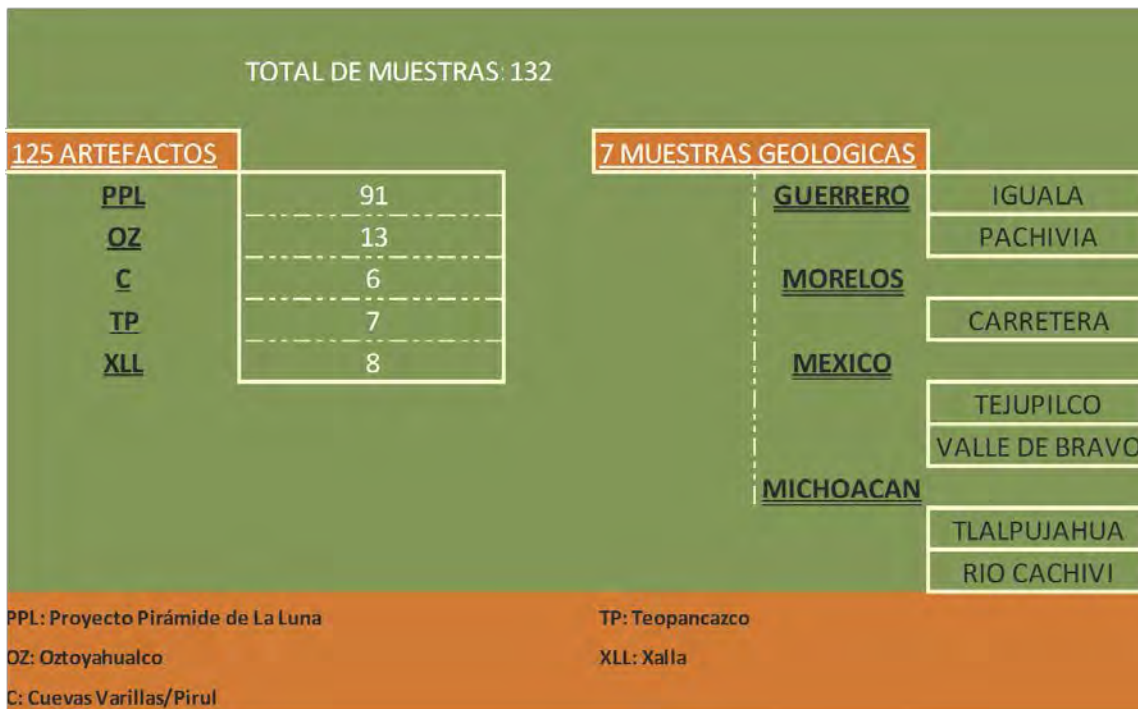 TOTAL DE MUESTRAS: 132
125 ARTEFACTOS
PPL 91
OZ 13
C 6
TP 7
XLL 8
7 MUESTRAS GEOLOGICAS
GUERRERO IGUALA
PACHIVIA
MORELOS
CARRETERA
MEXICO
TEJUPILCO
VALLE DE BRAVO
MICHOACAN
TLALPUJAHUA
RIO CACHIVI
PPL: Proyecto Pirámide de La Luna
OZ: Oztoyahualco
C: Cuevas Varillas/Pirul
TP: Teopancazco
XLL: Xalla